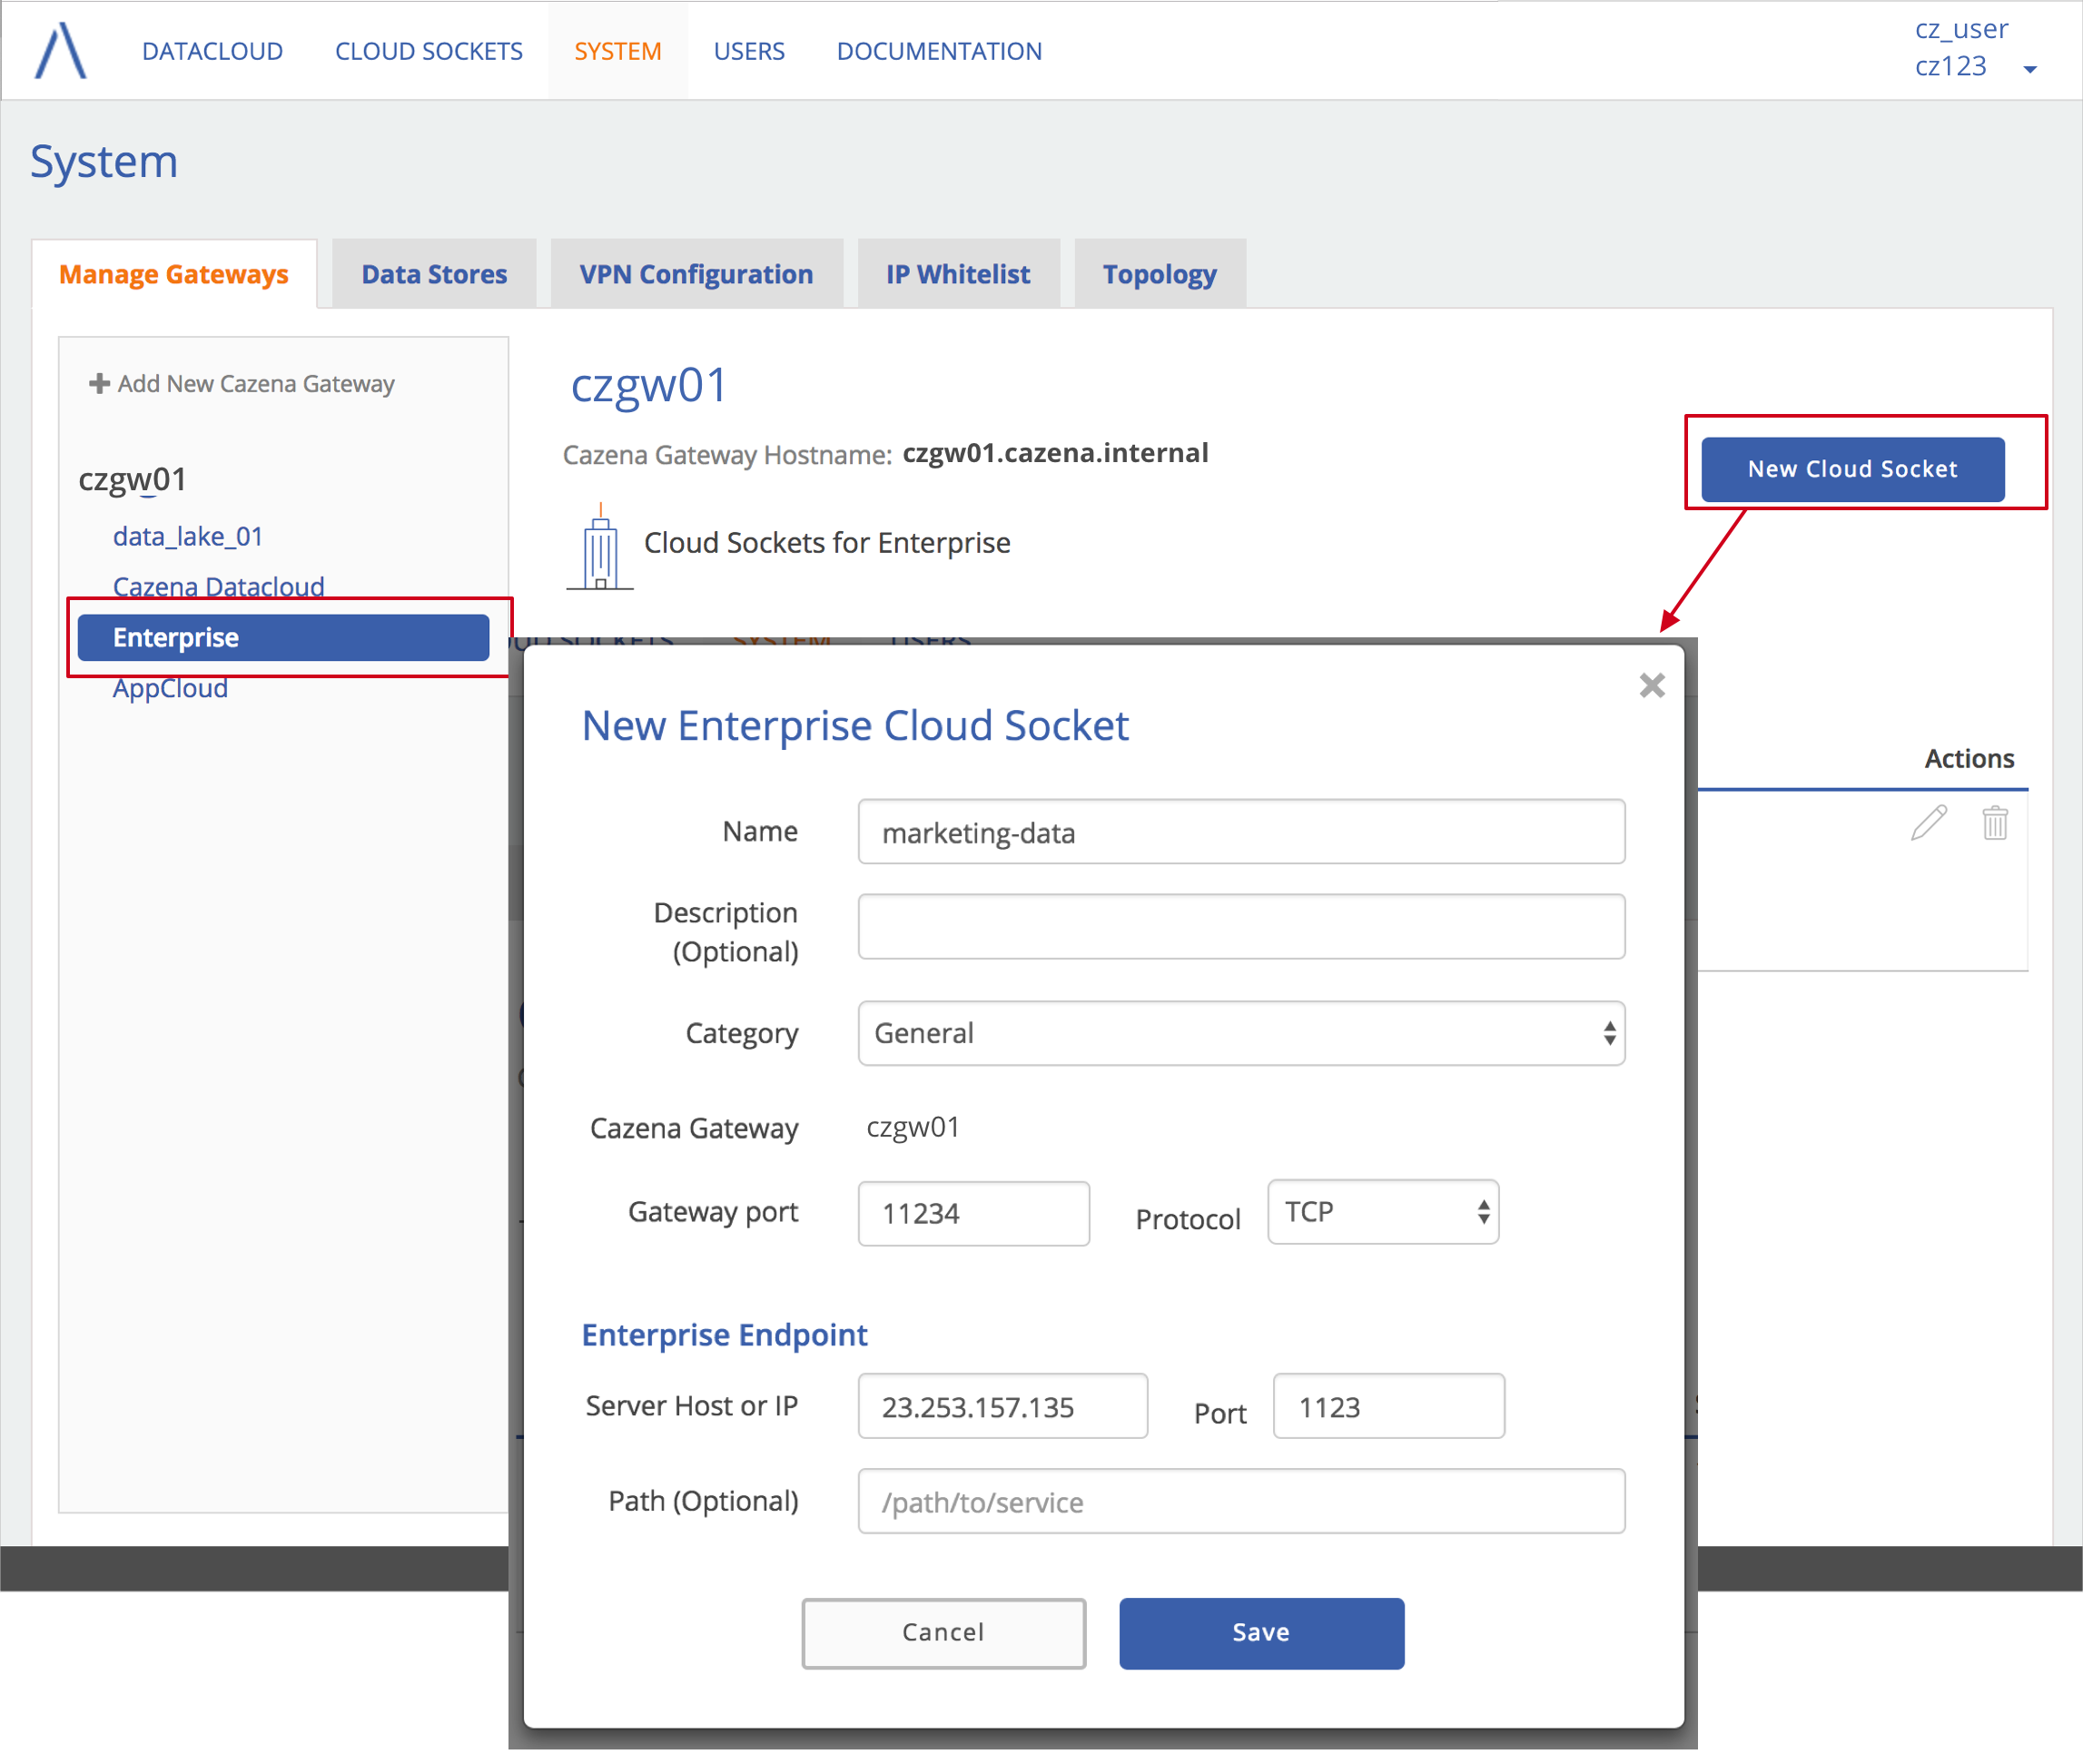 DATACLOUD CLOUD SOCKETS SYSTEM USERS DOCUMENTATION
cz_user
cz123
System
Manage Gateways Data Stores VPN Configuration IP Whitelist Topology
Add New Cazena Gateway
czgw01
data_lake_01
Cazena Datacloud
Enterprise
AppCloud
czgw01
Cazena Gateway Hostname: czgw01.cazena.internal
New Cloud Socket
Cloud Sockets for Enterprise
SOCKETS SYSTEM USERS
Actions
New Enterprise Cloud Socket
Name marketing-data
Description
(Optional)
Category General
Cazena Gateway czgw01
Gateway port 11234 Protocol TCP
Enterprise Endpoint
Server Host or IP 23.253.157.135 Port 1123
Path (Optional) /path/to/service
Cancel Save